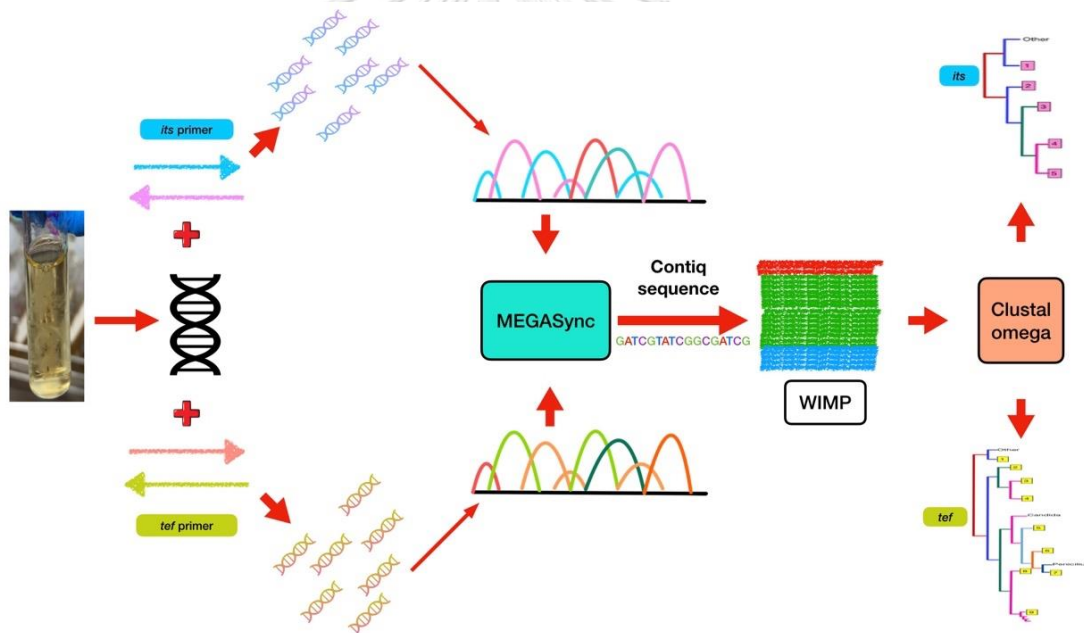 its primer
MEGASync
Contiq
sequence
GATCGTATCGGCGATCG
WIMP
Clustal
omega
its
Other
1
2
3
4
5
tef primer
tef
Other
1
2
3
4
Candida
5
6
7
8
9